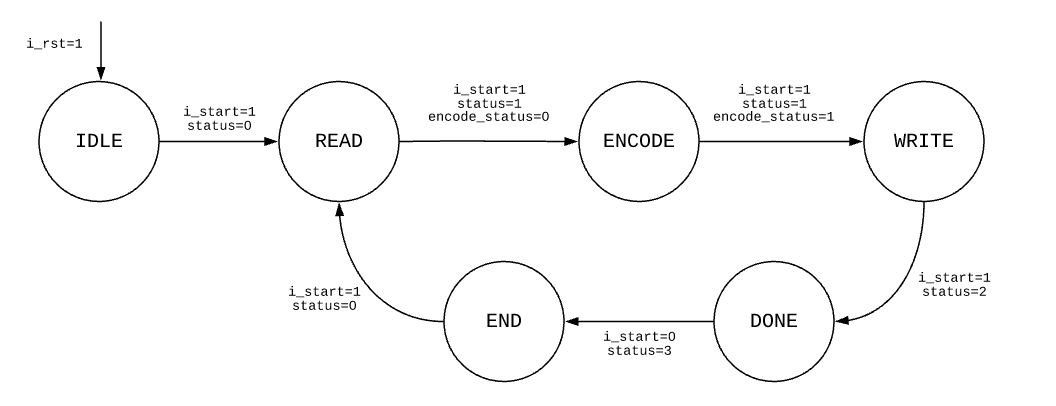 i_rst=1
i_start=1
status=0
i_start=1
status=1
encode_status=0
i_start=1
status=1
encode_status=1
IDLE
READ
ENCODE
WRITE
i_start=1
status=0
END
i_start=0
status=3
DONE
i_start=1
status=2